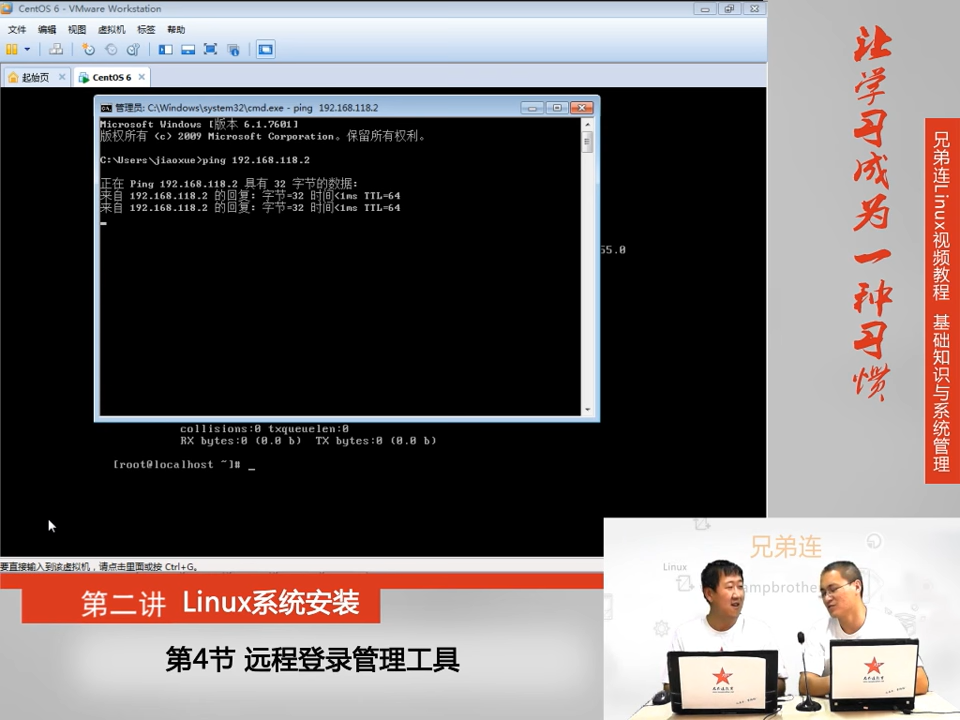 CentOS 6 - VMware Workstation
文件 编辑 视图 虚拟机 标签 帮助
起始页 CentOS 6
管理员: C:\Windows\system32\cmd.exe - ping 192.168.118.2
Microsoft Windows [版本 6.1.7601]
版权所有 (c) 2009 Microsoft Corporation。保留所有权利。
C:\Users\jiaoxue>ping 192.168.118.2
正在 Ping 192.168.118.2 具有 32 字节的数据:
来自 192.168.118.2 的回复: 字节=32 时间<1ms TTL=64
来自 192.168.118.2 的回复: 字节=32 时间<1ms TTL=64
55.0
collisions:0 txqueuelen:0
RX bytes:0 (0.0 b) TX bytes:0 (0.0 b)
[root@localhost ~]# _
要直接输入到该虚拟机，请点击里面或按 Ctrl+G。
让学习成为一种习惯
兄弟连Linux视频教程 基础知识与系统管理
第二讲 Linux系统安装
第4节 远程登录管理工具
兄弟连
Linux
ampbrothe